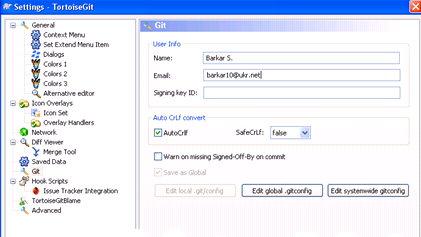 Settings - TortoiseGit
General
Context Menu
Set Extend Menu Item
Dialogs
Colors 1
Colors 2
Colors 3
Alternative editor
Icon Overlays
Icon Set
Overlay Handlers
Network
Diff Viewer
Merge Tool
Saved Data
Git
Hook Scripts
Issue Tracker Integration
TortoiseGitBlame
Advanced
Git
User Info
Name: Barkar S.
Email: barkar10@ukr.net
Signing key ID:
Auto CrLf convert
AutoCrlf SafeCrLf: false
Warn on missing Signed-Off-By on commit
Save as Global
Edit local .git/config Edit global .gitconfig Edit systemwide gitconfig